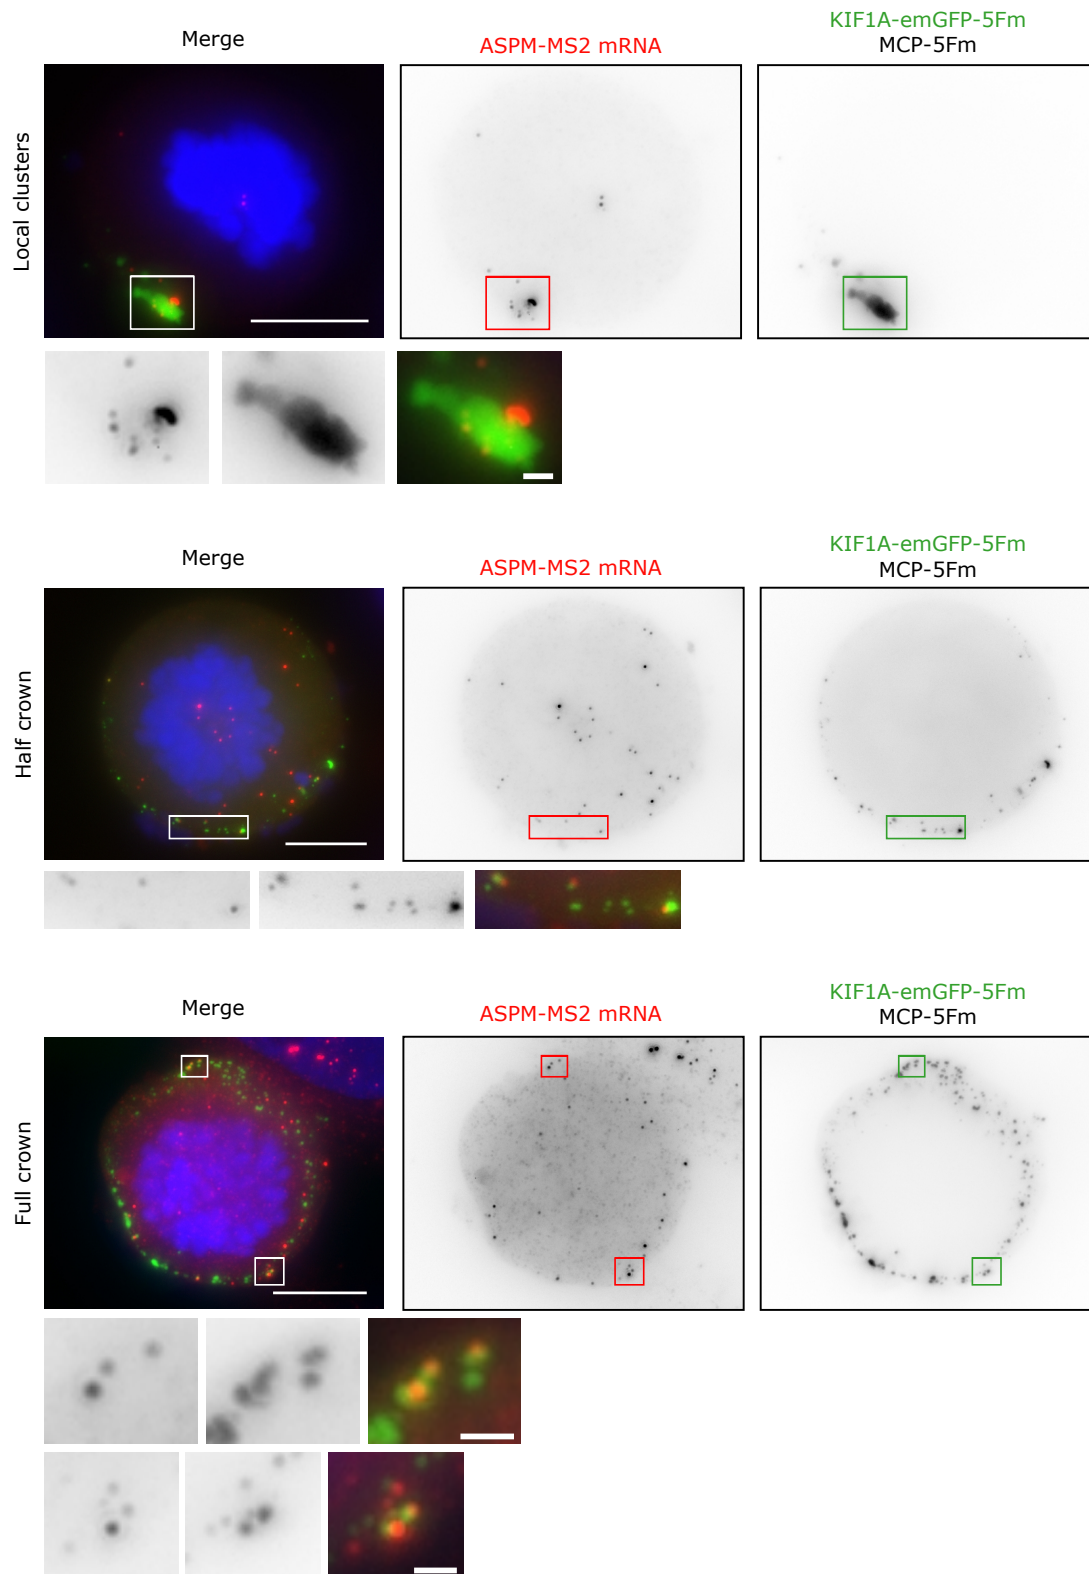 Merge
ASPM-MS2 mRNA
KIF1A-emGFP-5Fm
MCP-5Fm
Local clusters
Merge
ASPM-MS2 mRNA
KIF1A-emGFP-5Fm
MCP-5Fm
Half crown
Merge
ASPM-MS2 mRNA
KIF1A-emGFP-5Fm
MCP-5Fm
Full crown